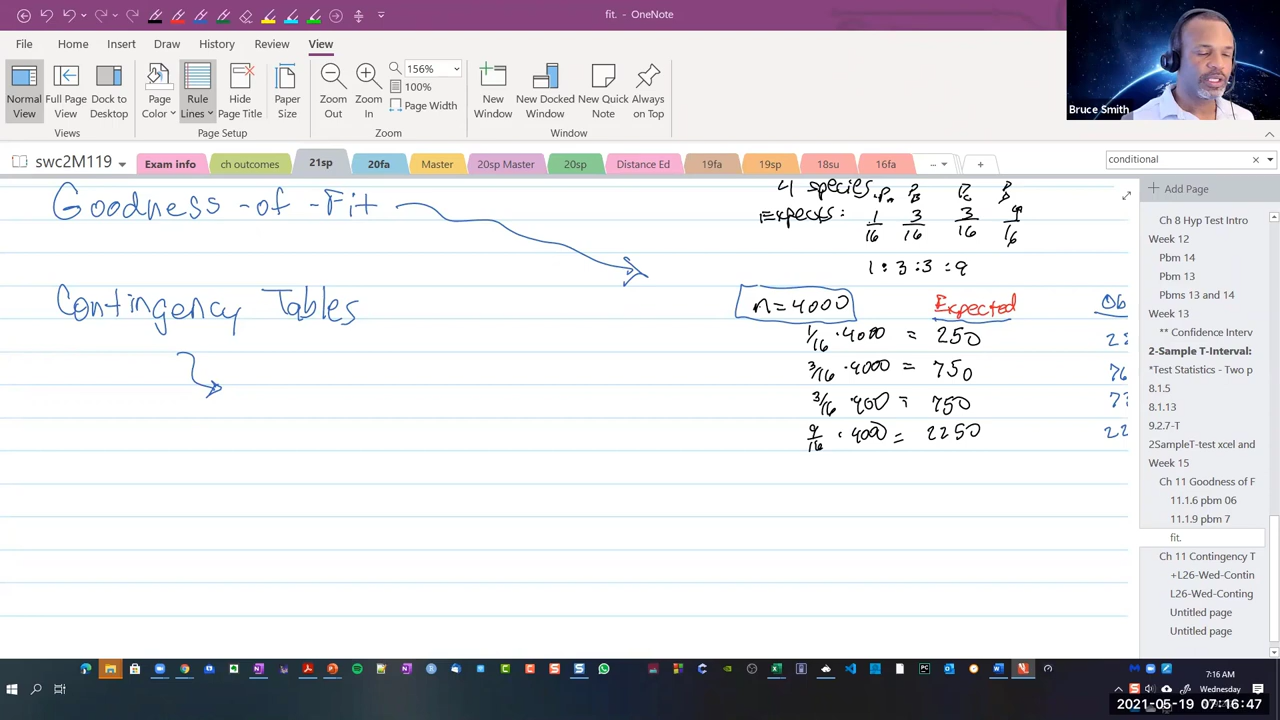 fit. - OneNote
File Home Insert Draw History Review View
Normal View
Full Page View
Dock to Desktop
Views
Page Color
Rule Lines
Hide Page Title
Paper Size
Page Setup
Zoom Out
Zoom In
156%
100%
Page Width
Zoom
New Window
New Docked Window
New Quick Note
Always on Top
Window
Bruce Smith
swc2M119
Exam info ch outcomes 21sp 20fa Master 20sp Master 20sp Distance Ed 19fa 19sp 18su 16fa
conditional
Goodness-of-Fit
Contingency Tables
4 species
Expects: 1/16 3/16 3/16 9/16
1:3:3:9
n=4000 Expected Ob
1/16 · 4000 = 250
3/16 · 4000 = 750
3/16 · 400 = 750
9/16 · 4000 = 2250
Add Page
Ch 8 Hyp Test Intro
Week 12
Pbm 14
Pbm 13
Pbms 13 and 14
Week 13
** Confidence Interv
2-Sample T-Interval:
*Test Statistics - Two p
8.1.5
8.1.13
9.2.7-T
2SampleT-test xcel and
Week 15
Ch 11 Goodness of F
11.1.6 pbm 06
11.1.9 pbm 7
fit.
Ch 11 Contingency T
+L26-Wed-Contin
L26-Wed-Conting
Untitled page
Untitled page
7:16 AM
Wednesday
2021-05-19 07:16:47